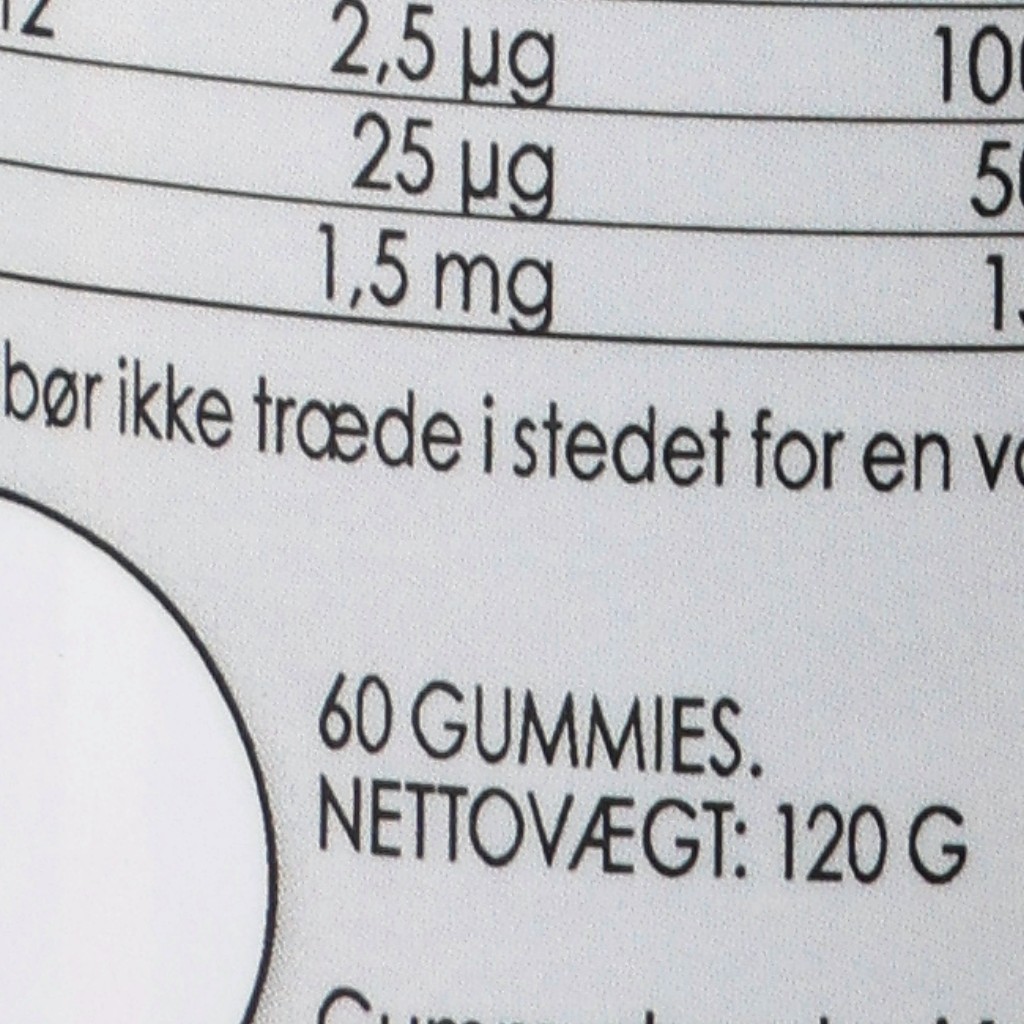 2,5 µg
25 µg
1,5 mg
bør ikke træde i stedet for en
60 GUMMIES.
NETTOVÆGT: 120 G